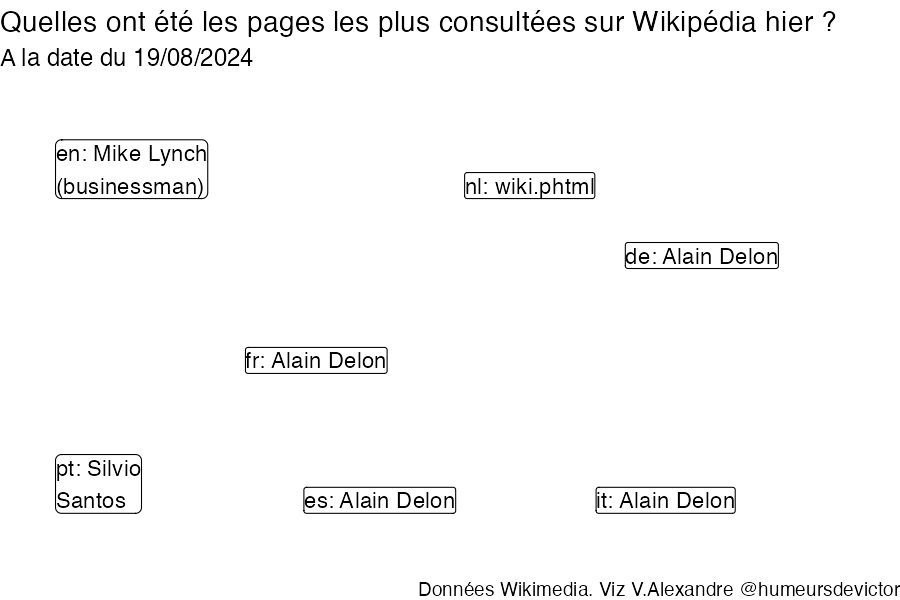 Quelles ont été les pages les plus consultées sur Wikipédia hier ?
A la date du 19/08/2024
en: Mike Lynch
(businessman)
nl: wiki.phtml
de: Alain Delon
fr: Alain Delon
pt: Silvio
Santos
es: Alain Delon
it: Alain Delon
Données Wikimedia. Viz V.Alexandre @humeursdevictor